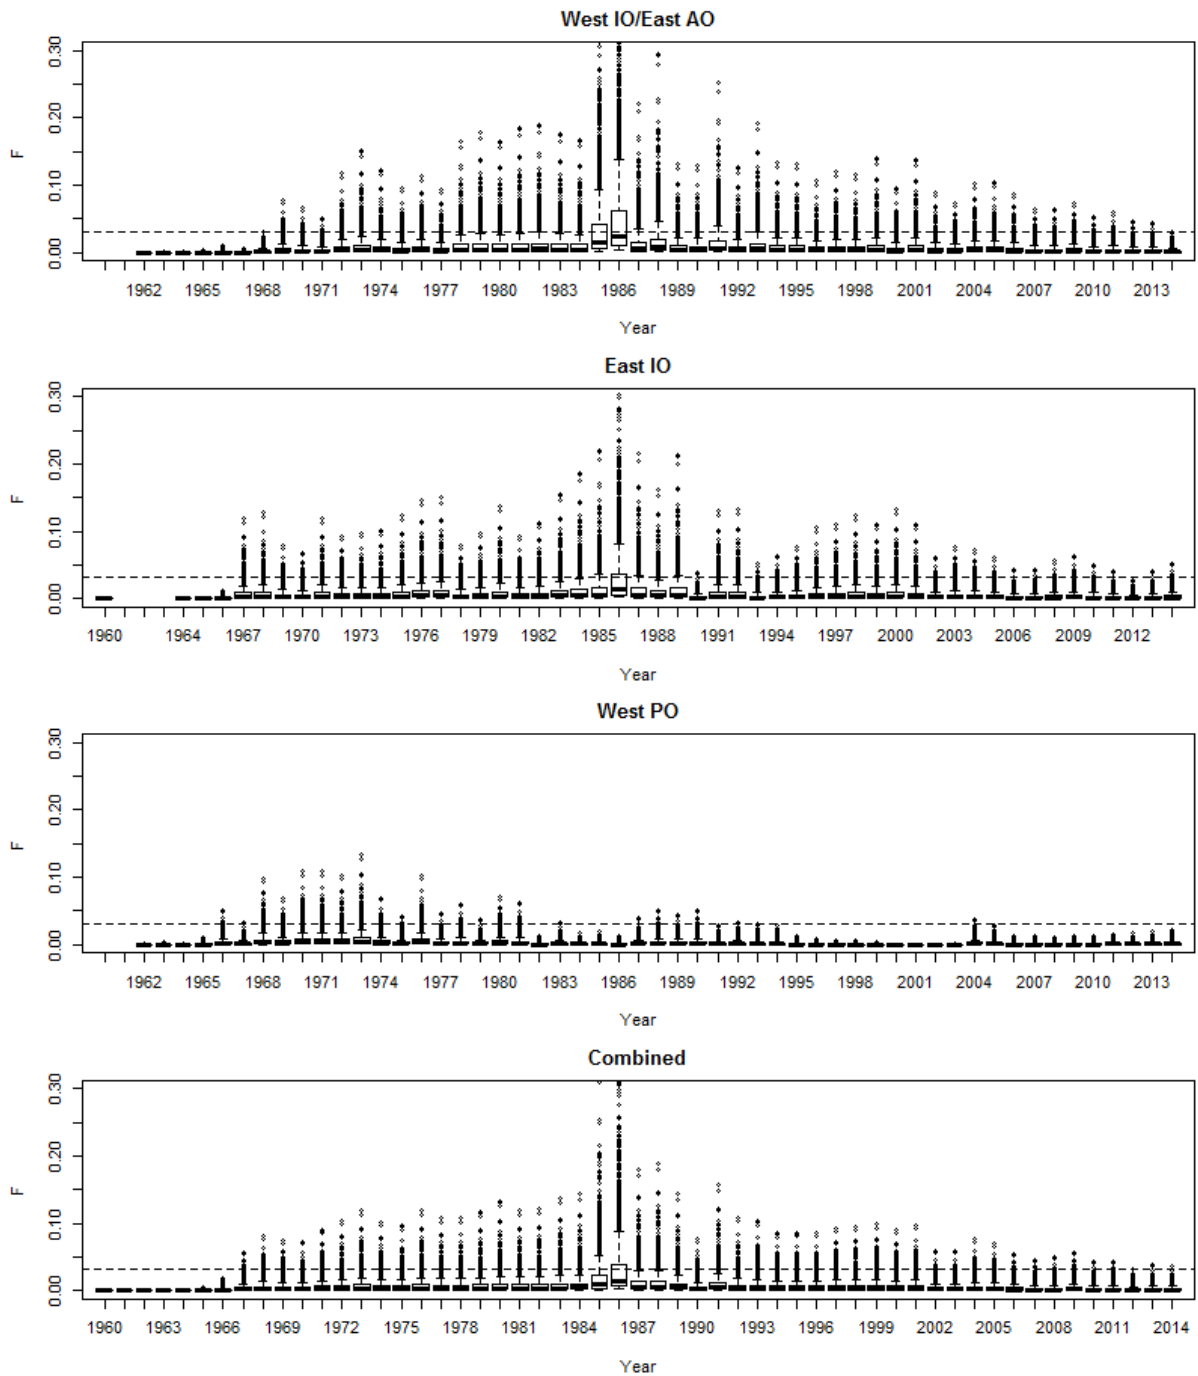 West IO/East AO
0.30
0.20
0.10
0.00
F
1962 1965 1968 1971 1974 1977 1980 1983 1986 1989 1992 1995 1998 2001 2004 2007 2010 2013
Year
East IO
0.30
0.20
0.10
0.00
F
1960 1964 1967 1970 1973 1976 1979 1982 1985 1988 1991 1994 1997 2000 2003 2006 2009 2012
Year
West PO
0.30
0.20
0.10
0.00
F
1962 1965 1968 1971 1974 1977 1980 1983 1986 1989 1992 1995 1998 2001 2004 2007 2010 2013
Year
Combined
0.30
0.20
0.10
0.00
F
1960 1963 1966 1969 1972 1975 1978 1981 1984 1987 1990 1993 1996 1999 2002 2005 2008 2011 2014
Year